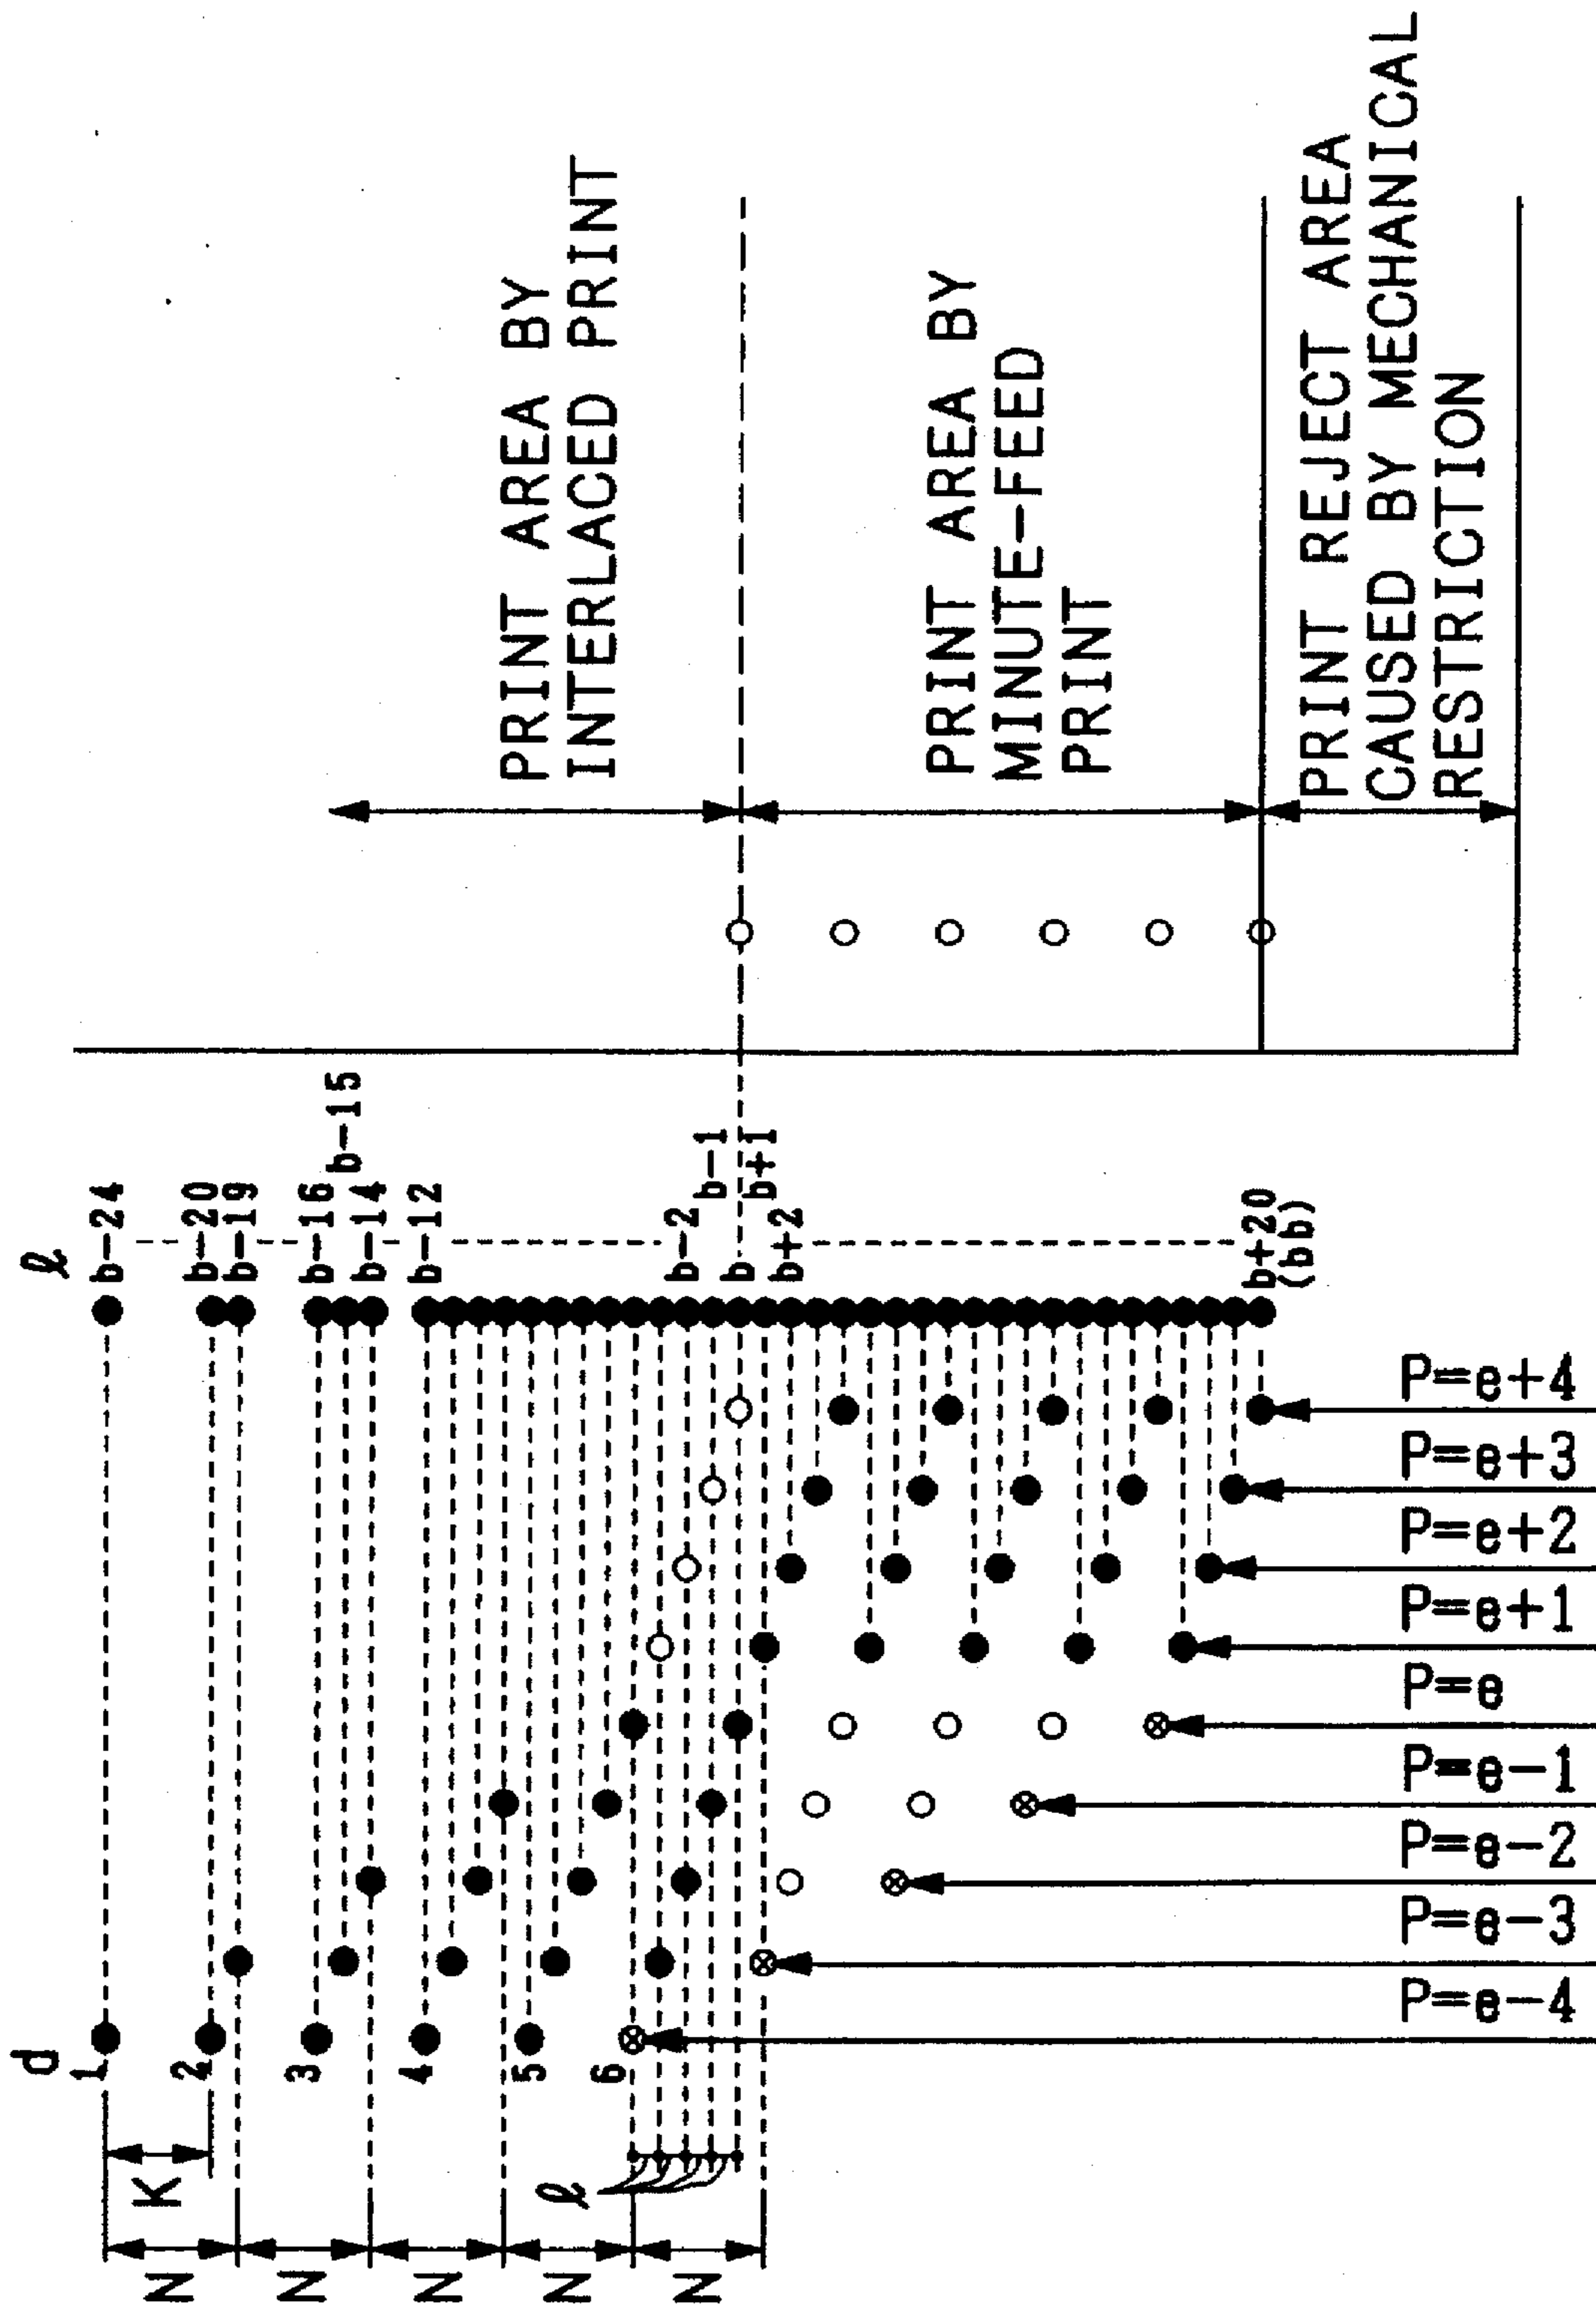 ℓ
b-24
b-20
b-19
b-16
b-15
b-14
b-12
b-2
b-1
b
b+1
b+2
b+20
(bb)
d
1
2
3
4
5
6
K
N
N
N
N
N
ℓ
PRINT AREA BY
INTERLACED PRINT
PRINT AREA BY
MINUTE-FEED
PRINT
PRINT REJECT AREA
CAUSED BY MECHANICAL
RESTRICTION
P=e+4
P=e+3
P=e+2
P=e+1
P=e
P=e-1
P=e-2
P=e-3
P=e-4